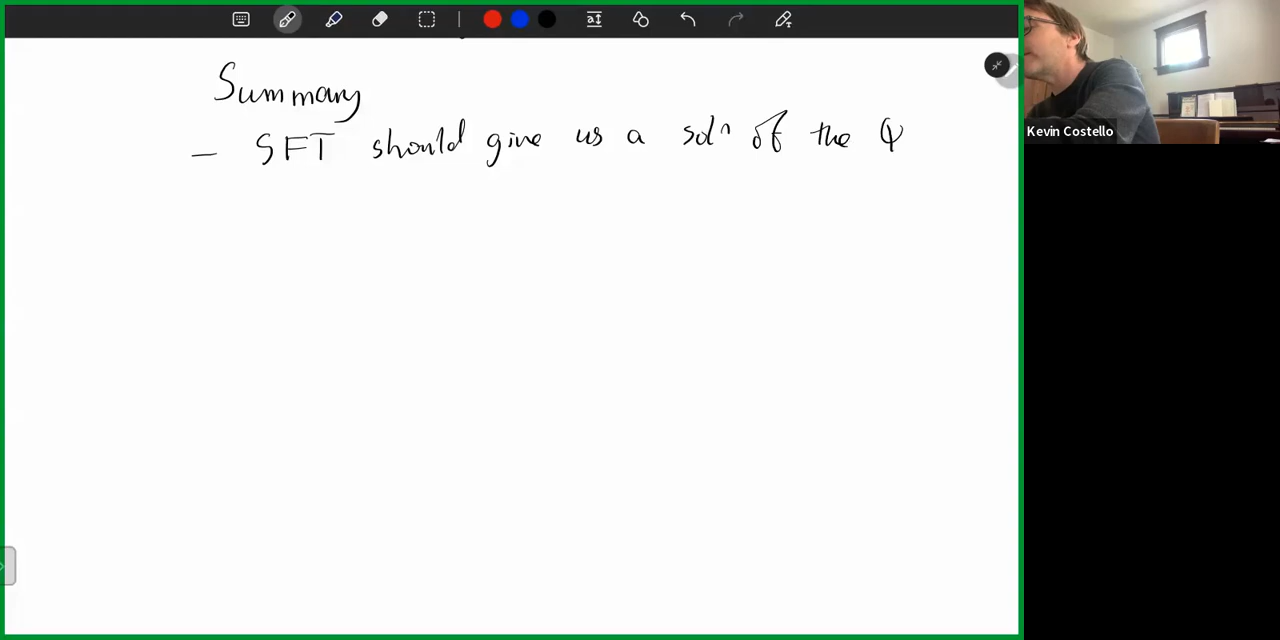 Summary
— SFT should give us a solⁿ of the Q
Kevin Costello